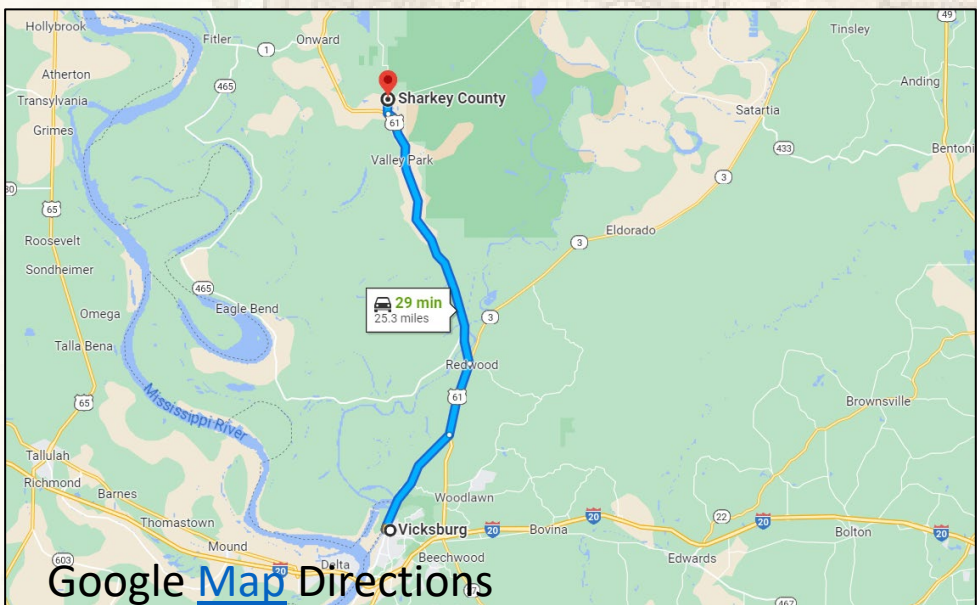 Hollybrook
Fitler
Onward
Tinsley
49
1
Atherton
465
Sharkey County
Anding
Transylvania
61
Satartia
Grimes
Valley Park
433
Bentoni
3
65
Roosevelt
Eldorado
3
Sondheimer
465
29 min
25.3 miles
Eagle Bend
3
Omega
Talla Bena
Redwood
Mississippi River
61
65
Brownsville
Tallulah
Richmond
Barnes
Woodlawn
22
Thomastown
Vicksburg
20
Bovina
20
20
Bolton
Mound
603
20
Delta
Beechwood
Edwards
467
Google Map Directions